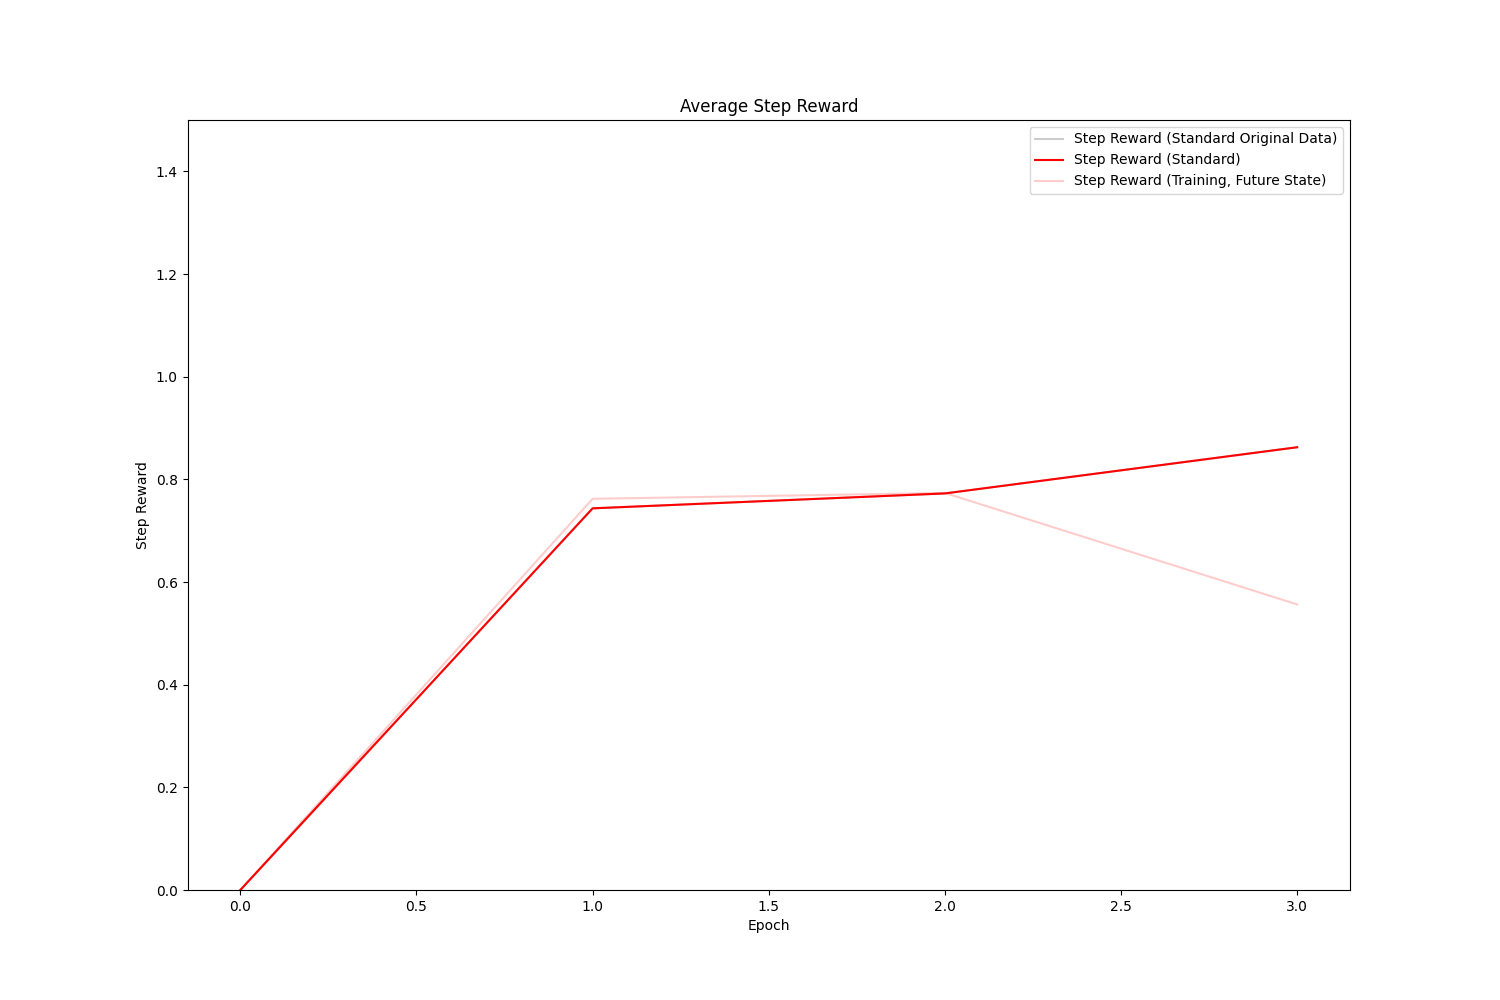 Average Step Reward
Step Reward (Standard Original Data)
Step Reward (Standard)
Step Reward (Training, Future State)
1.4
1.2
1.0
0.8
0.6
0.4
0.2
0.0
Step Reward
0.0 0.5 1.0 1.5 2.0 2.5 3.0
Epoch